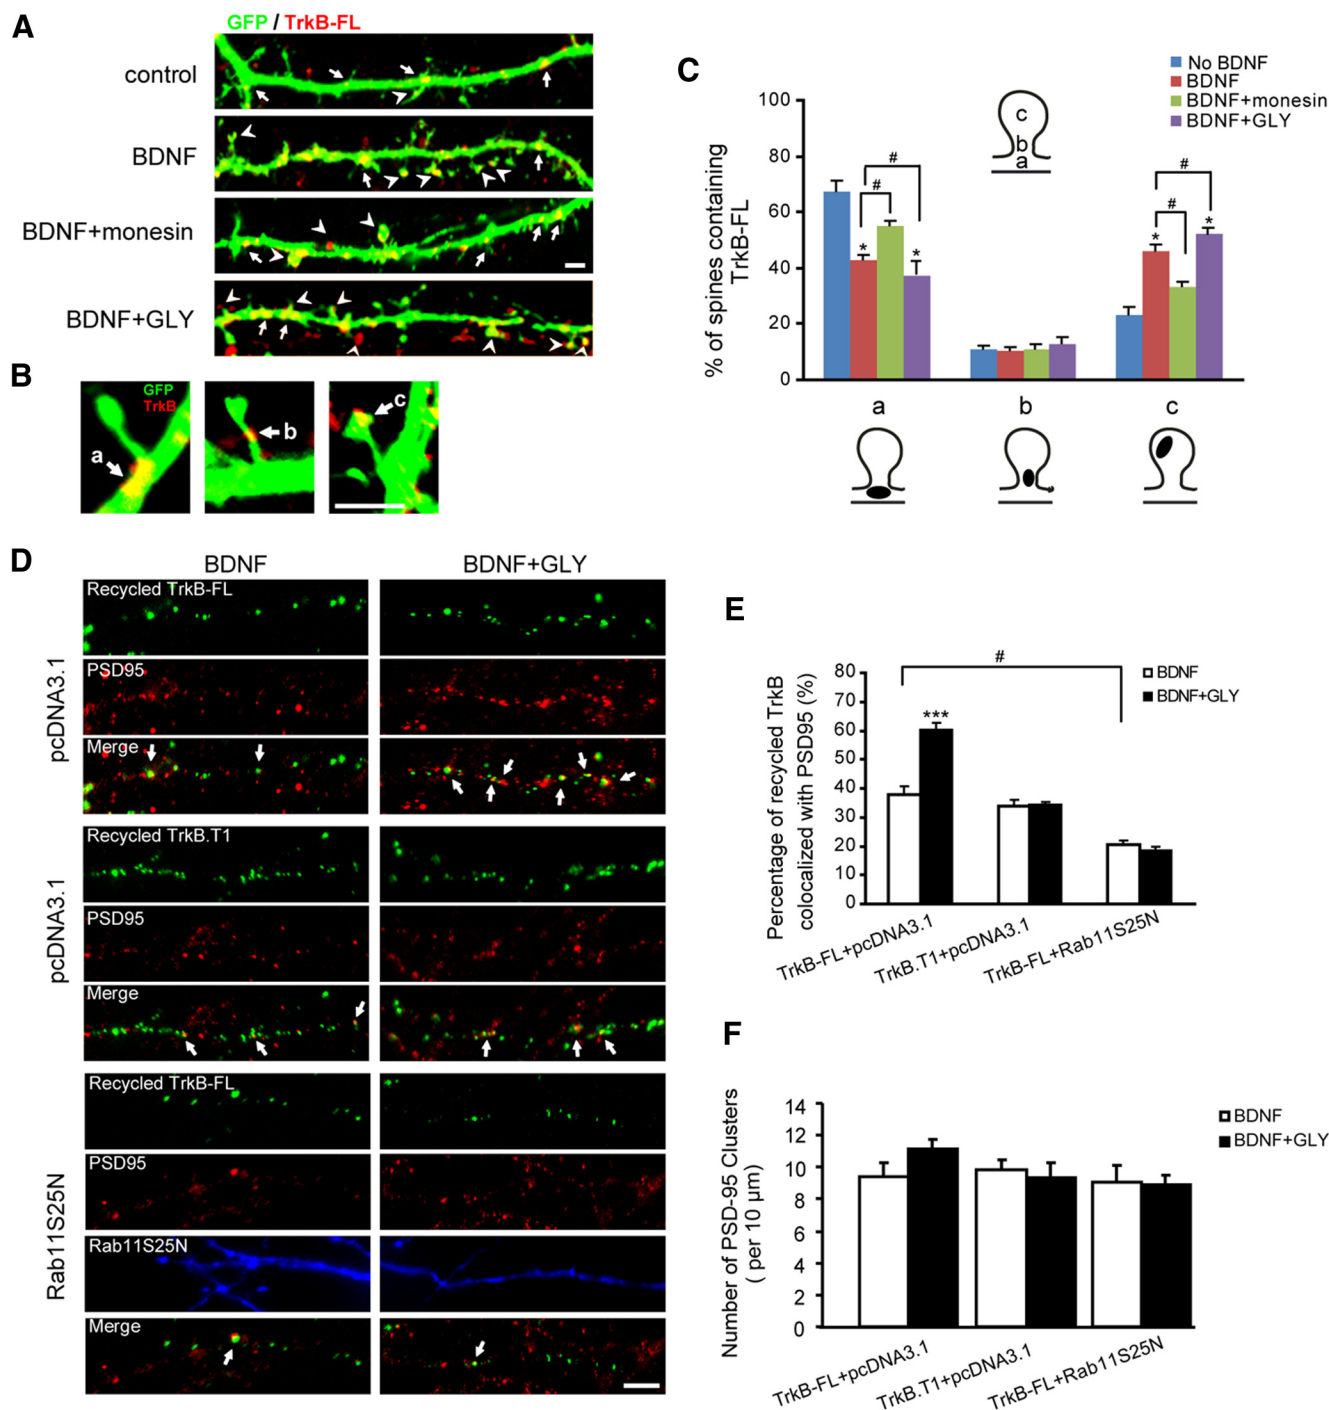 A
GFP / TrkB-FL
control
BDNF
BDNF+monesin
BDNF+GLY
B
GFP
TrkB
a
b
c
C
No BDNF
BDNF
BDNF+monesin
BDNF+GLY
% of spines containing
TrkB-FL
100
80
60
40
20
0
c
b
a
#
#
#
#
*
*
*
*
a
b
c
D
BDNF
BDNF+GLY
pcDNA3.1
Recycled TrkB-FL
PSD95
Merge
pcDNA3.1
Recycled TrkB.T1
PSD95
Merge
Rab11S25N
Recycled TrkB-FL
PSD95
Rab11S25N
Merge
E
Percentage of recycled TrkB
colocalized with PSD95 (%)
80
70
60
50
40
30
20
10
0
#
***
BDNF
BDNF+GLY
TrkB-FL+pcDNA3.1
TrkB.T1+pcDNA3.1
TrkB-FL+Rab11S25N
F
Number of PSD-95 Clusters
( per 10 µm)
14
12
10
8
6
4
2
0
BDNF
BDNF+GLY
TrkB-FL+pcDNA3.1
TrkB.T1+pcDNA3.1
TrkB-FL+Rab11S25N